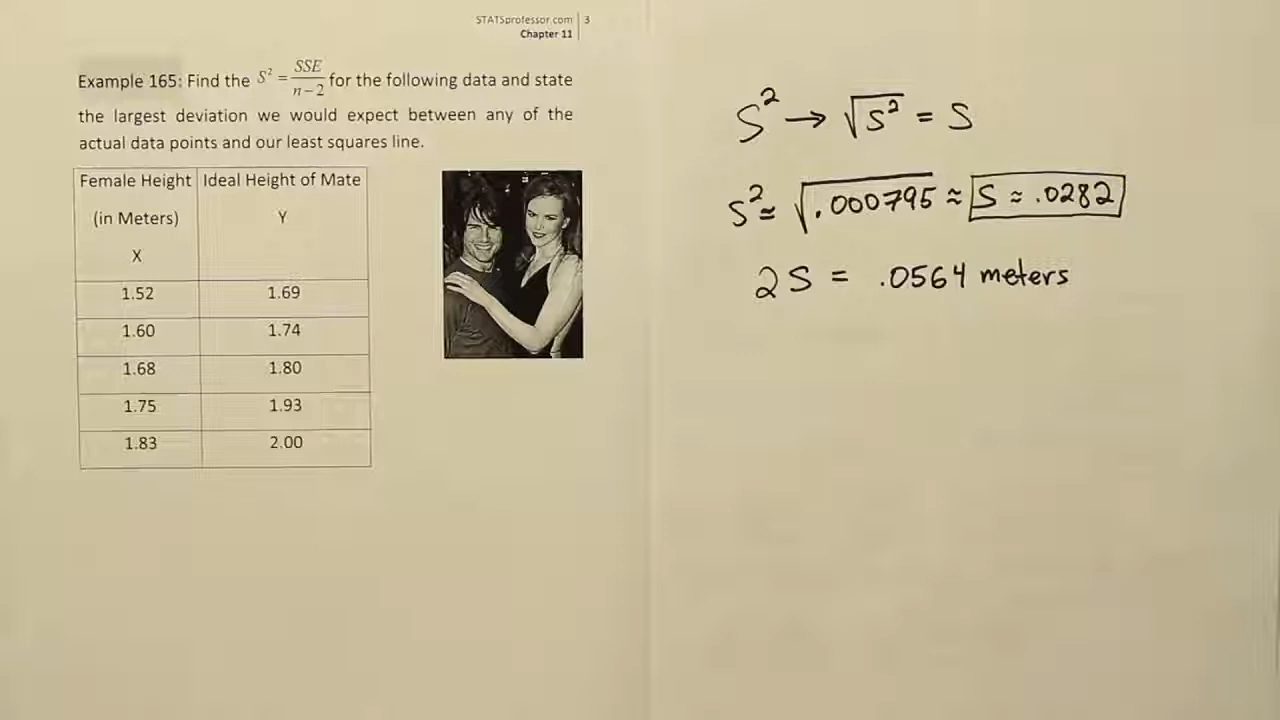 STATSprofessor.com | 3
Chapter 11
Example 165: Find the S² = SSE / n−2 for the following data and state
the largest deviation we would expect between any of the
actual data points and our least squares line.
Female Height (in Meters) X | Ideal Height of Mate Y
1.52 | 1.69
1.60 | 1.74
1.68 | 1.80
1.75 | 1.93
1.83 | 2.00
S² → √S² = S
S² ≈ √.000795 ≈ S ≈ .0282
2S = .0564 meters